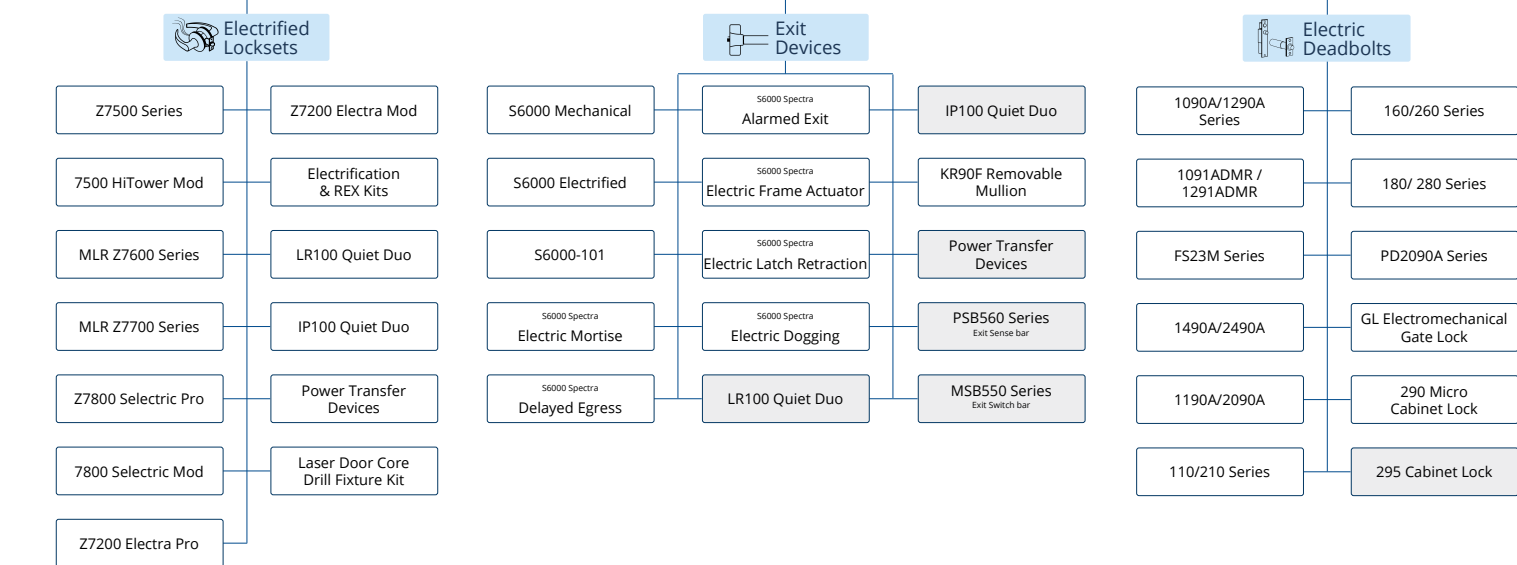 Electrified
Locksets
Z7500 Series
Z7200 Electra Mod
7500 HiTower Mod
Electrification
& REX Kits
MLR Z7600 Series
LR100 Quiet Duo
MLR Z7700 Series
IP100 Quiet Duo
Z7800 Selectric Pro
Power Transfer
Devices
7800 Selectric Mod
Laser Door Core
Drill Fixture Kit
Z7200 Electra Pro
Exit
Devices
S6000 Mechanical
S6000 Spectra
Alarmed Exit
IP100 Quiet Duo
S6000 Electrified
S6000 Spectra
Electric Frame Actuator
KR90F Removable
Mullion
S6000-101
S6000 Spectra
Electric Latch Retraction
Power Transfer
Devices
S6000 Spectra
Electric Mortise
S6000 Spectra
Electric Dogging
PSB560 Series
Exit Sense bar
S6000 Spectra
Delayed Egress
LR100 Quiet Duo
MSB550 Series
Exit Switch bar
Electric
Deadbolts
1090A/1290A
Series
160/260 Series
1091ADMR /
1291ADMR
180/ 280 Series
FS23M Series
PD2090A Series
1490A/2490A
GL Electromechanical
Gate Lock
1190A/2090A
290 Micro
Cabinet Lock
110/210 Series
295 Cabinet Lock